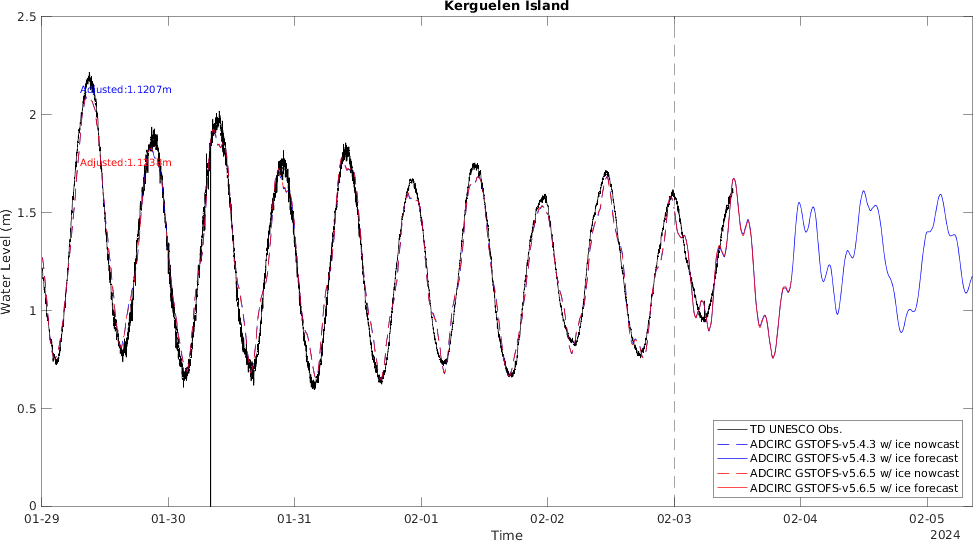 Kerguelen Island
2.5
2
1.5
1
0.5
0
Water Level (m)
Adjusted:1.1207m
Adjusted:1.1238m
TD UNESCO Obs.
ADCIRC GSTOFS-v5.4.3 w/ ice nowcast
ADCIRC GSTOFS-v5.4.3 w/ ice forecast
ADCIRC GSTOFS-v5.6.5 w/ ice nowcast
ADCIRC GSTOFS-v5.6.5 w/ ice forecast
01-29 01-30 01-31 02-01 02-02 02-03 02-04 02-05
Time
2024